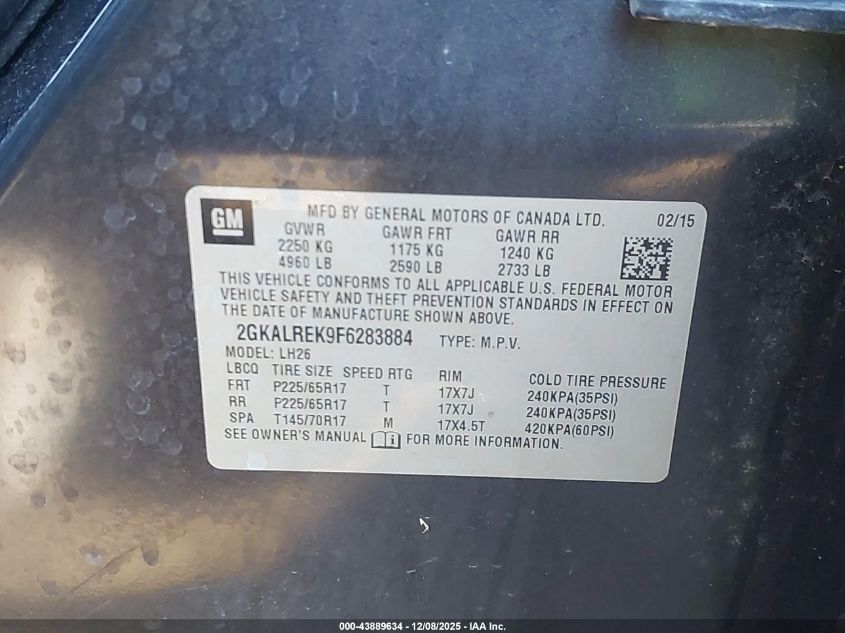 GM
MFD BY GENERAL MOTORS OF CANADA LTD. 02/15
GVWR GAWR FRT GAWR RR
2250 KG 1175 KG 1240 KG
4960 LB 2590 LB 2733 LB
THIS VEHICLE CONFORMS TO ALL APPLICABLE U.S. FEDERAL MOTOR
VEHICLE SAFETY AND THEFT PREVENTION STANDARDS IN EFFECT ON
THE DATE OF MANUFACTURE SHOWN ABOVE.
2GKALREK9F6283884 TYPE: M.P.V.
MODEL: LH26
LBCQ TIRE SIZE SPEED RTG RIM COLD TIRE PRESSURE
FRT P225/65R17 T 17X7J 240KPA(35PSI)
RR P225/65R17 T 17X7J 240KPA(35PSI)
SPA T145/70R17 M 17X4.5T 420KPA(60PSI)
SEE OWNER'S MANUAL FOR MORE INFORMATION.
000-43889634 - 12/08/2025 - IAA Inc.